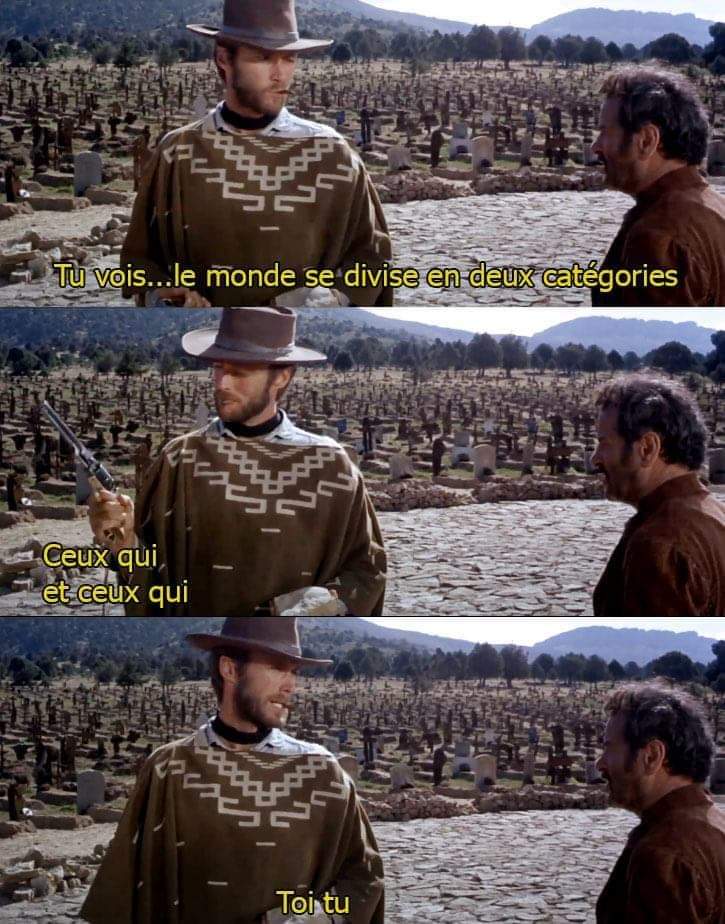 Tu vois...le monde se divise en deux catégories
Ceux qui
et ceux qui
Toi tu